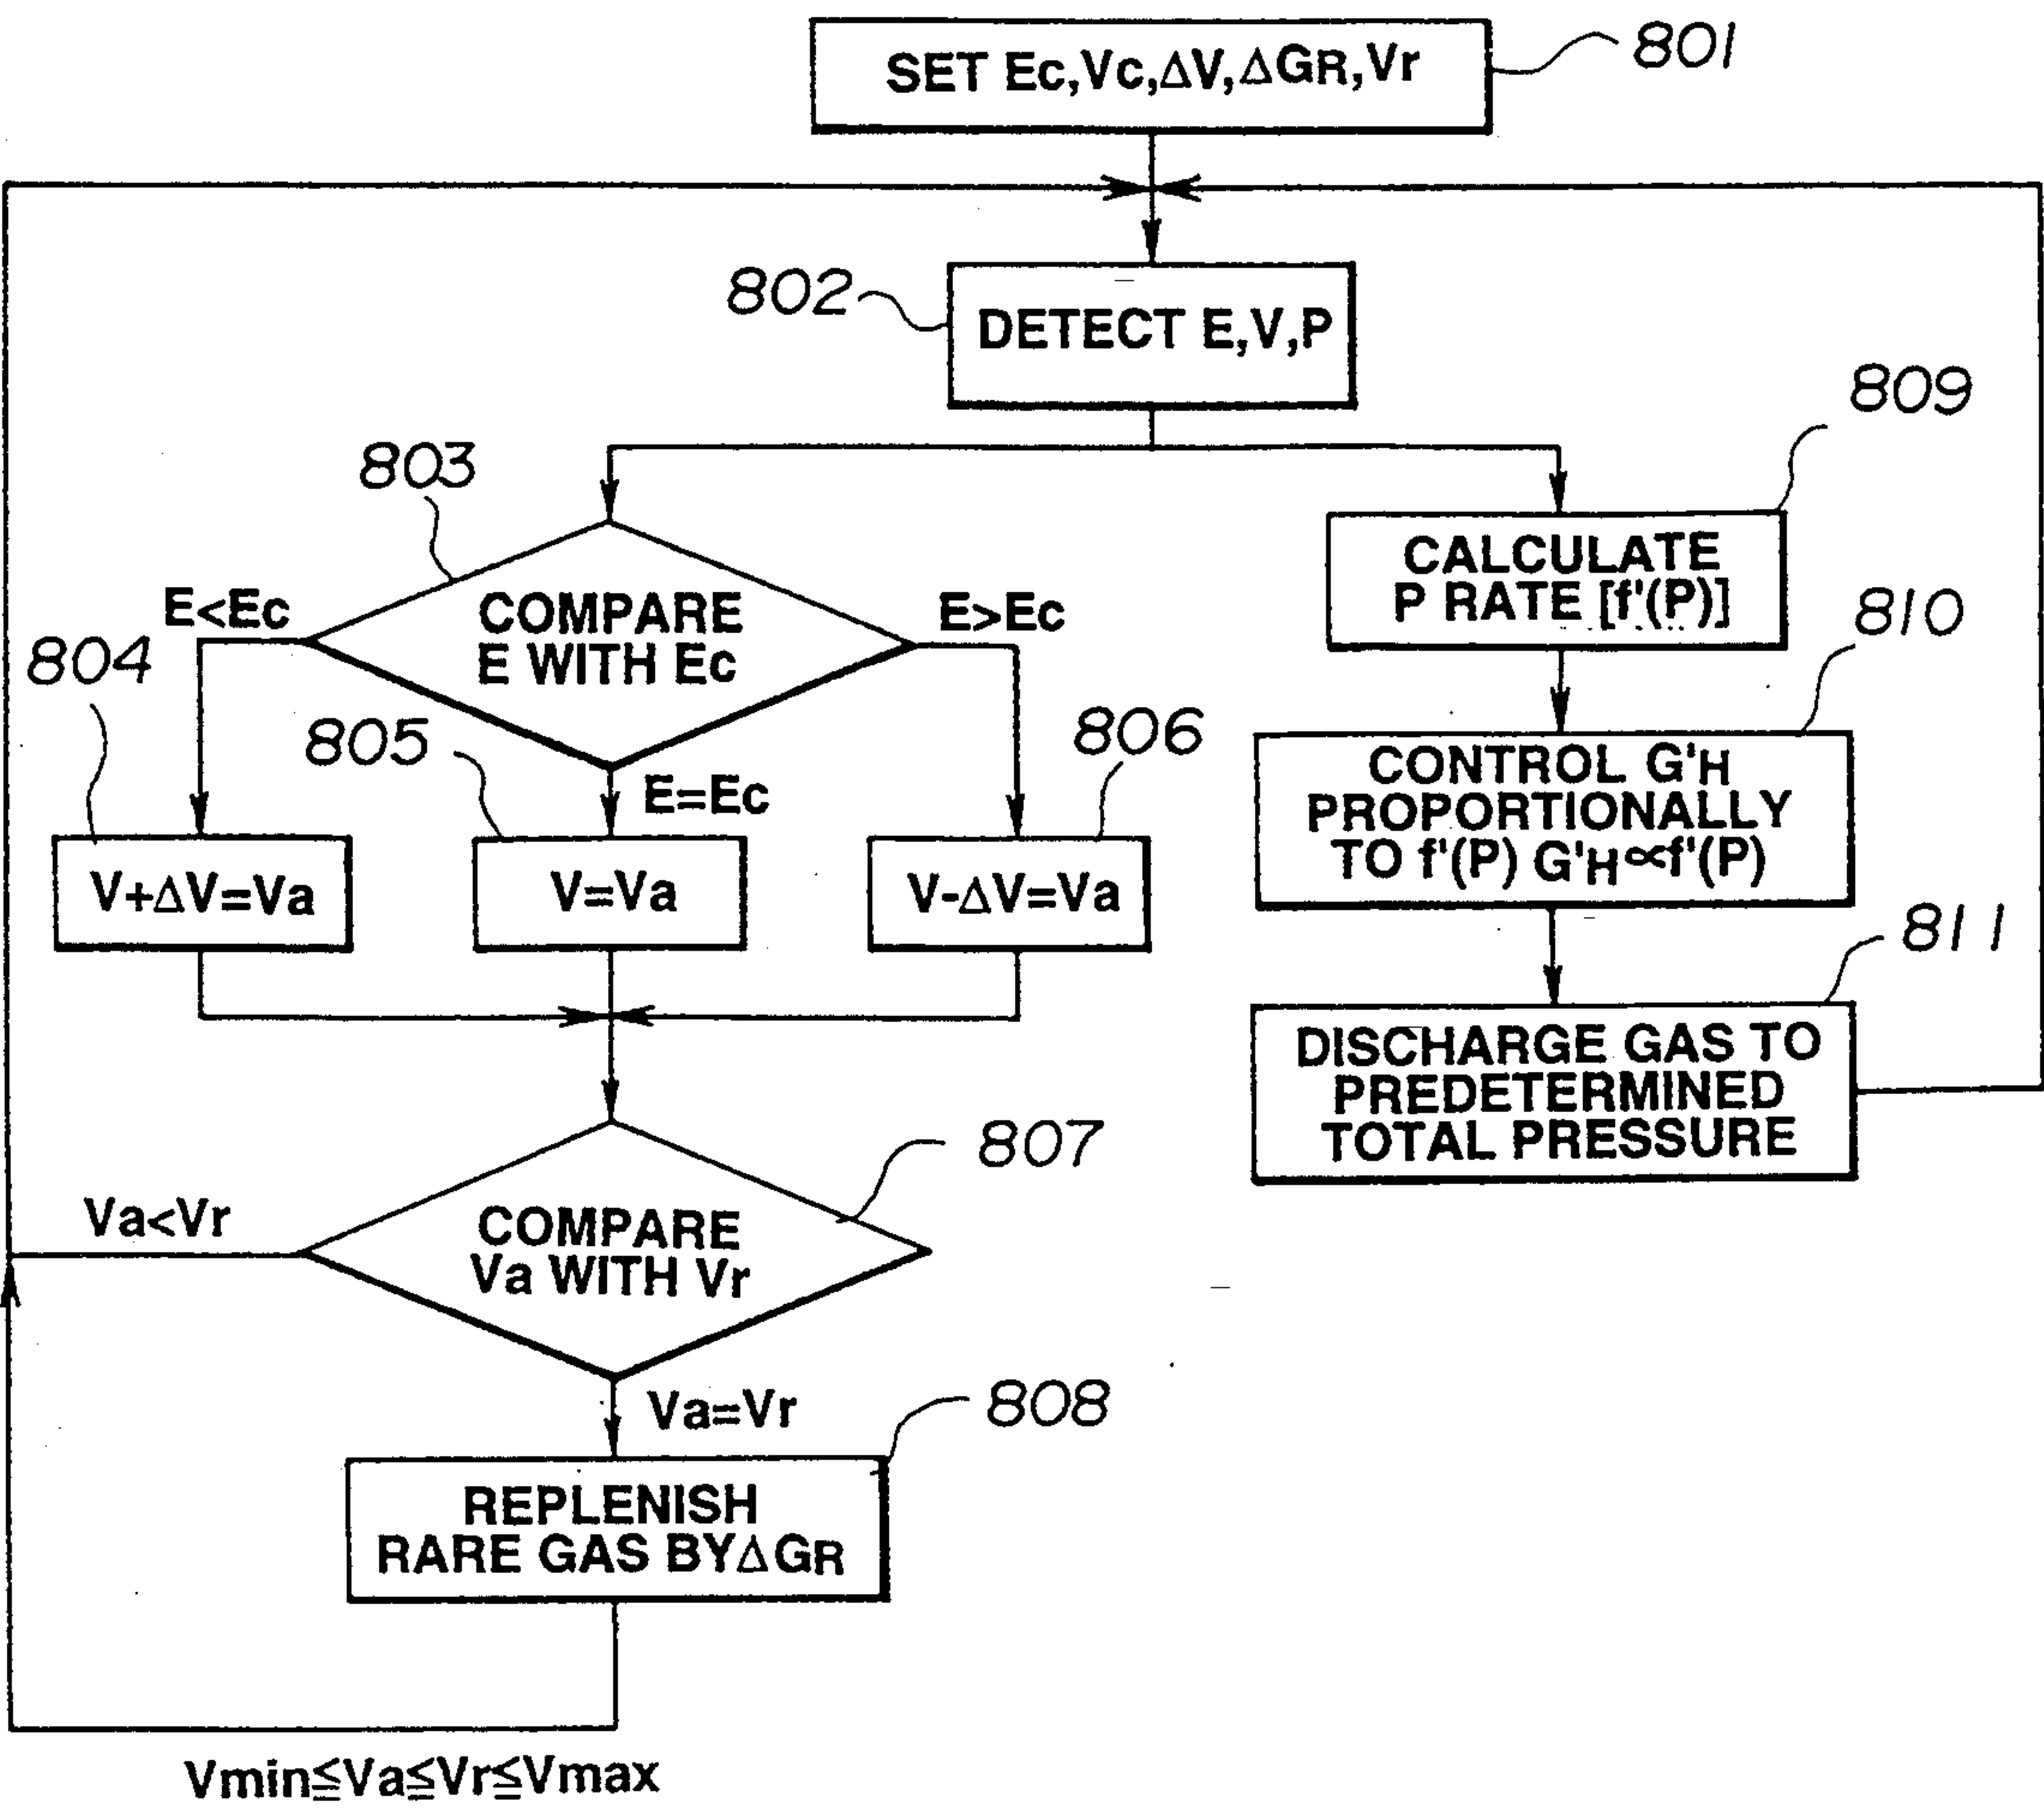 SET Ec,Vc,ΔV,ΔGR,Vr
801
802
DETECT E,V,P
803
COMPARE
E WITH Ec
E<Ec
E>Ec
E=Ec
804
V+ΔV=Va
805
V=Va
806
V-ΔV=Va
807
COMPARE
Va WITH Vr
Va<Vr
Va=Vr
808
REPLENISH
RARE GAS BYΔGR
809
CALCULATE
P RATE [f'(P)]
810
CONTROL G'H
PROPORTIONALLY
TO f'(P) G'H∝f'(P)
811
DISCHARGE GAS TO
PREDETERMINED
TOTAL PRESSURE
Vmin≦Va≦Vr≦Vmax